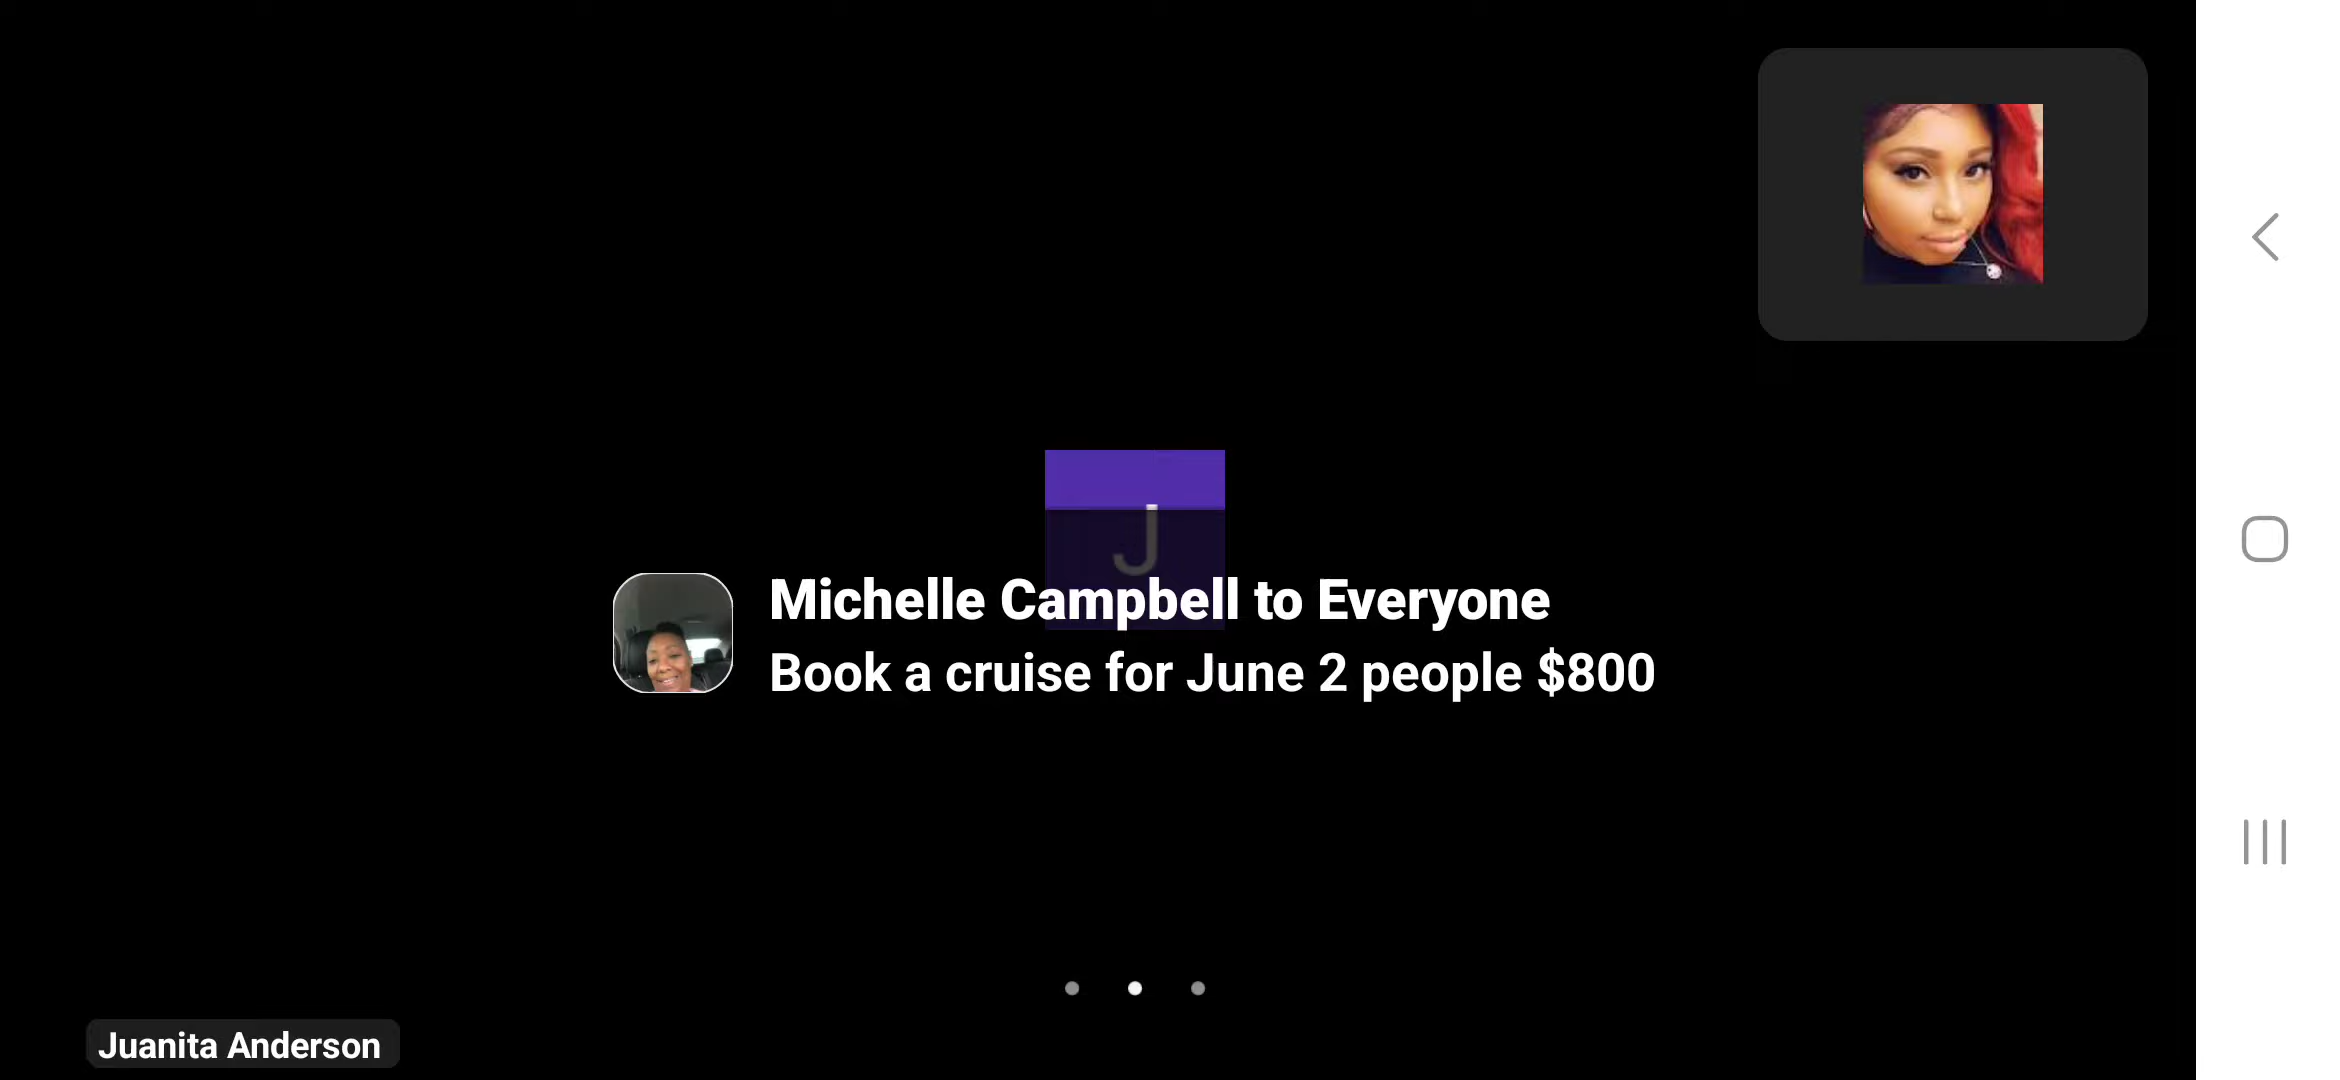 J
Michelle Campbell to Everyone
Book a cruise for June 2 people $800
Juanita Anderson